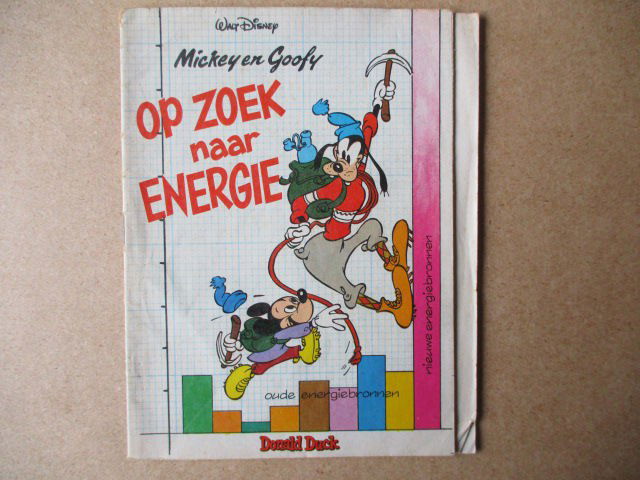 WALT DISNEY
Mickey en Goofy
OP ZOEK
naar
ENERGIE
nieuwe energiebronnen
oude energiebronnen
Donald Duck